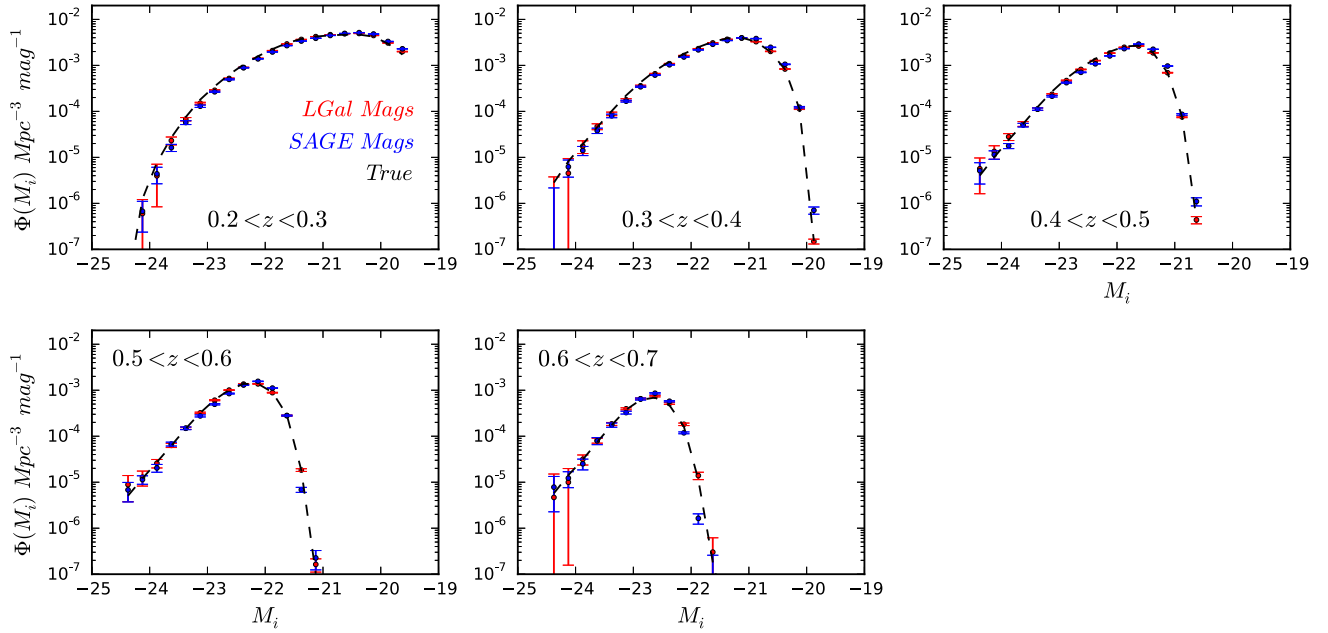 Φ(M_i) Mpc^−3 mag^−1
10^−2
10^−3
10^−4
10^−5
10^−6
10^−7
LGal Mags
SAGE Mags
True
0.2<z<0.3
−25 −24 −23 −22 −21 −20 −19
10^−2
10^−3
10^−4
10^−5
10^−6
10^−7
0.3<z<0.4
−25 −24 −23 −22 −21 −20 −19
10^−2
10^−3
10^−4
10^−5
10^−6
10^−7
0.4<z<0.5
−25 −24 −23 −22 −21 −20 −19
M_i
Φ(M_i) Mpc^−3 mag^−1
10^−2
10^−3
10^−4
10^−5
10^−6
10^−7
0.5<z<0.6
−25 −24 −23 −22 −21 −20 −19
M_i
10^−2
10^−3
10^−4
10^−5
10^−6
10^−7
0.6<z<0.7
−25 −24 −23 −22 −21 −20 −19
M_i